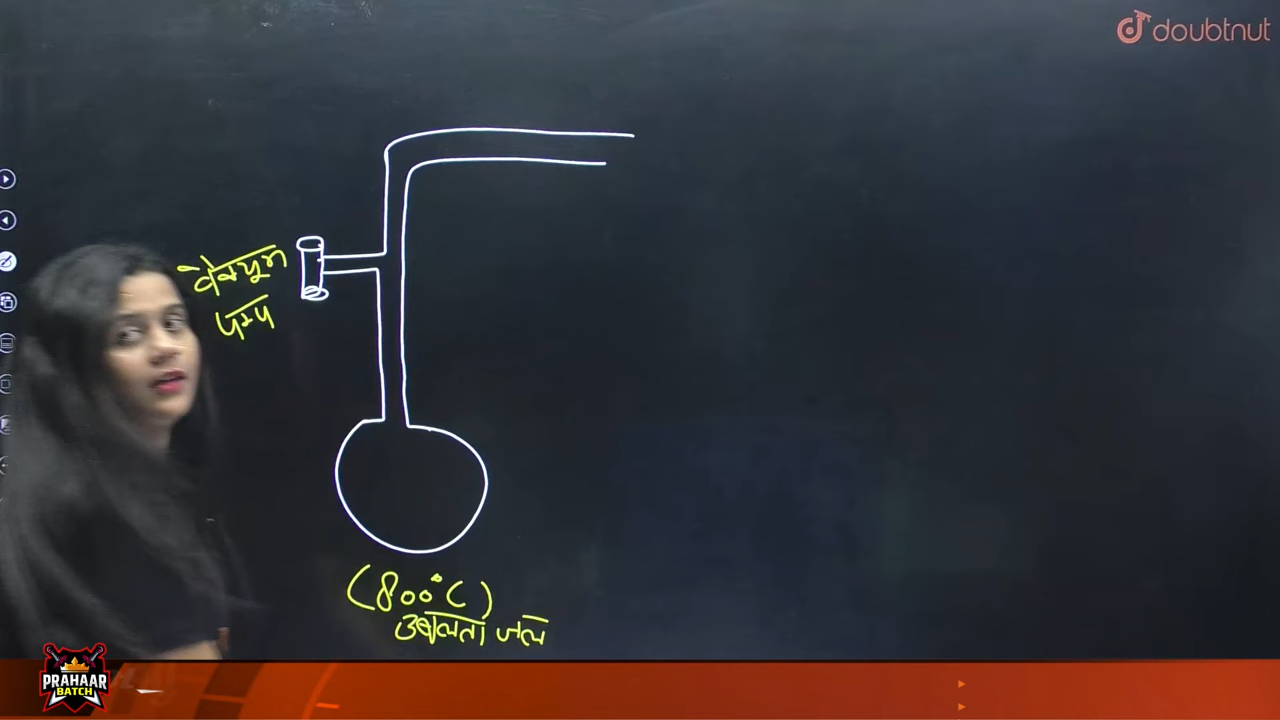 doubtnut
वेक्यूम
पम्प
(800°C)
उबलता जल
PRAHAAR
BATCH